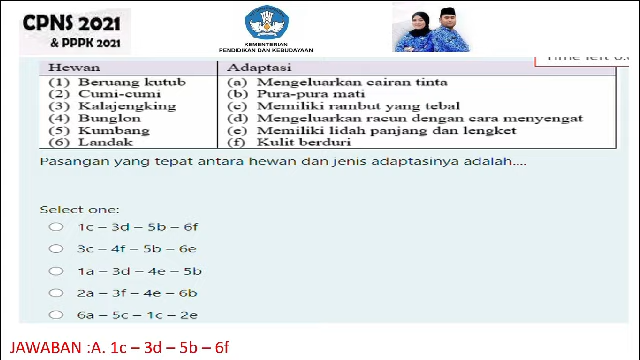 CPNS 2021
& PPPK 2021
KEMENTERIAN
PENDIDIKAN DAN KEBUDAYAAN
Time left 0:
Hewan Adaptasi
(1) Beruang kutub (a) Mengeluarkan cairan tinta
(2) Cumi-cumi (b) Pura-pura mati
(3) Kalajengking (c) Memiliki rambut yang tebal
(4) Bunglon (d) Mengeluarkan racun dengan cara menyengat
(5) Kumbang (e) Memiliki lidah panjang dan lengket
(6) Landak (f) Kulit berduri
Pasangan yang tepat antara hewan dan jenis adaptasinya adalah....
Select one:
1c – 3d – 5b – 6f
3c – 4f – 5b – 6e
1a – 3d – 4e – 5b
2a – 3f – 4e – 6b
6a – 5c – 1c – 2e
JAWABAN :A. 1c – 3d – 5b – 6f